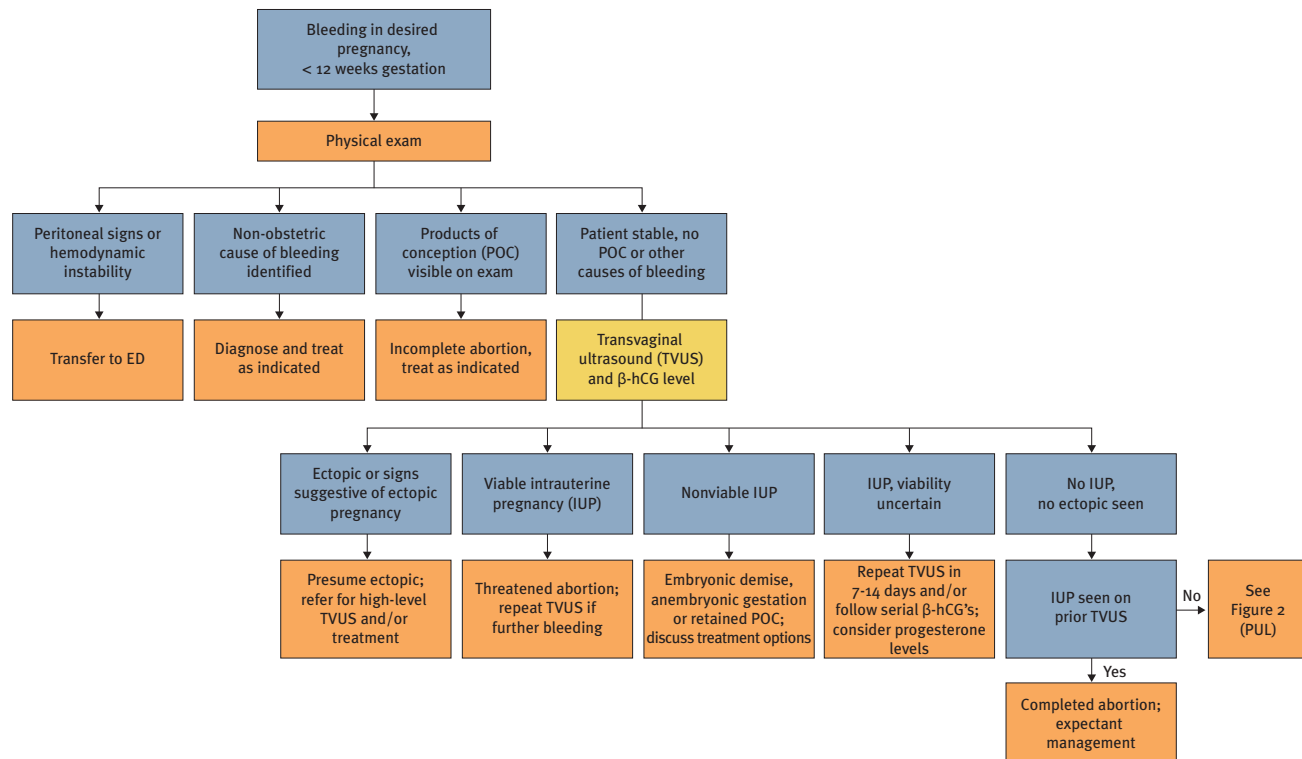 Bleeding in desired
pregnancy,
< 12 weeks gestation
Physical exam
Peritoneal signs or
hemodynamic
instability
Non-obstetric
cause of bleeding
identified
Products of
conception (POC)
visible on exam
Patient stable, no
POC or other
causes of bleeding
Transfer to ED
Diagnose and treat
as indicated
Incomplete abortion,
treat as indicated
Transvaginal
ultrasound (TVUS)
and β-hCG level
Ectopic or signs
suggestive of ectopic
pregnancy
Viable intrauterine
pregnancy (IUP)
Nonviable IUP
IUP, viability
uncertain
No IUP,
no ectopic seen
Presume ectopic;
refer for high-level
TVUS and/or
treatment
Threatened abortion;
repeat TVUS if
further bleeding
Embryonic demise,
anembryonic gestation
or retained POC;
discuss treatment options
Repeat TVUS in
7-14 days and/or
follow serial β-hCG's;
consider progesterone
levels
IUP seen on
prior TVUS
No
See
Figure 2
(PUL)
Yes
Completed abortion;
expectant
management